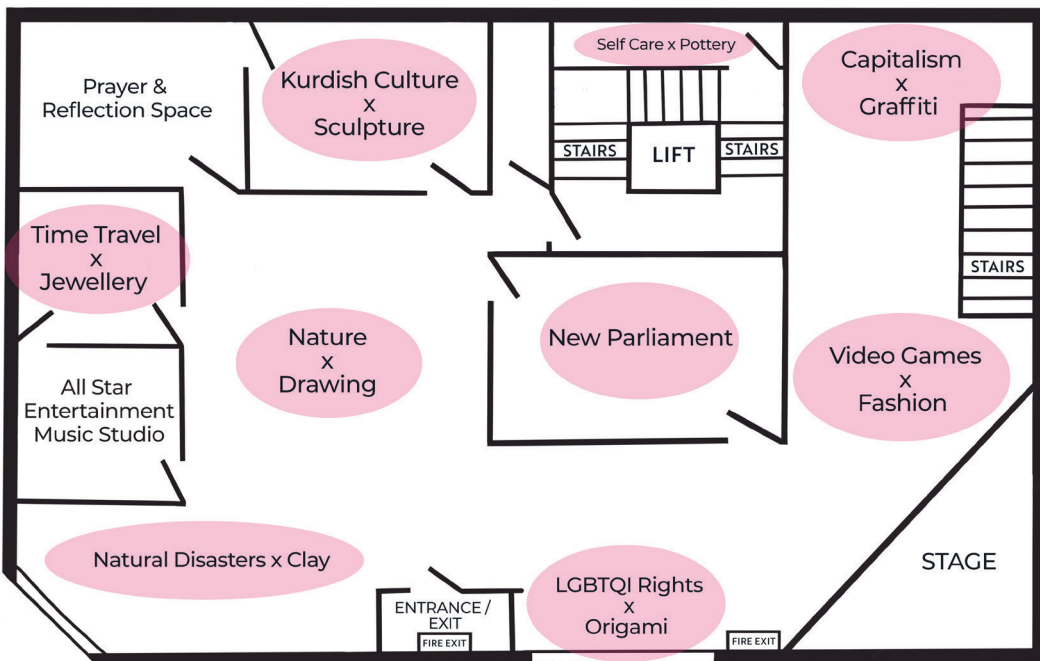 Self Care x Pottery
Prayer &
Reflection Space
Kurdish Culture
x
Sculpture
Capitalism
x
Graffiti
STAIRS
LIFT
STAIRS
Time Travel
x
Jewellery
STAIRS
Nature
x
Drawing
New Parliament
Video Games
x
Fashion
All Star
Entertainment
Music Studio
Natural Disasters x Clay
ENTRANCE /
EXIT
FIRE EXIT
LGBTQI Rights
x
Origami
FIRE EXIT
STAGE